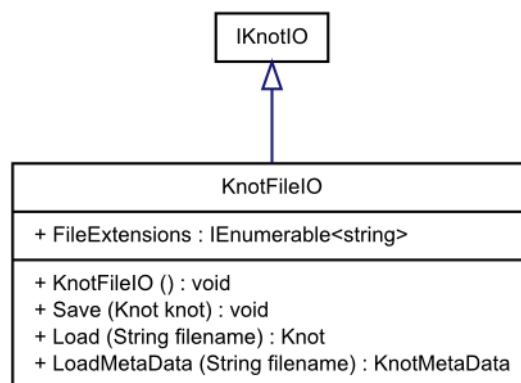 IKnotIO
KnotFileIO
+ FileExtensions : IEnumerable<string>
+ KnotFileIO () : void
+ Save (Knot knot) : void
+ Load (String filename) : Knot
+ LoadMetaData (String filename) : KnotMetaData